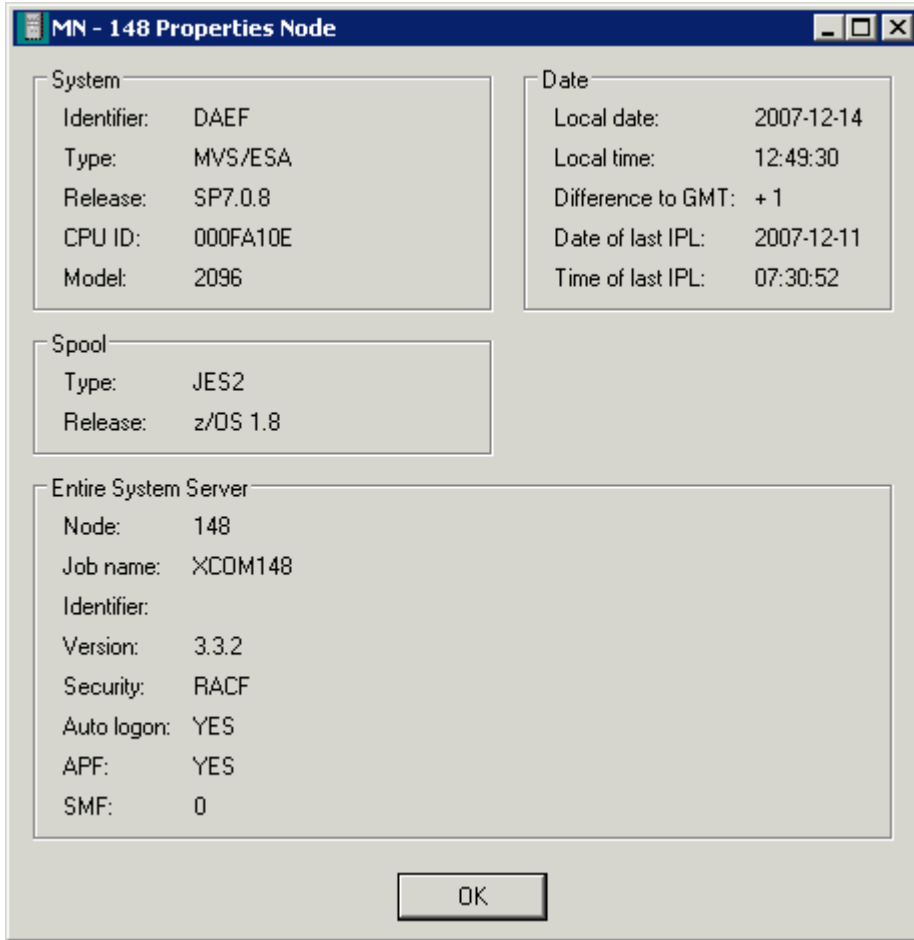 MN - 148 Properties Node
System
Identifier: DAEF
Type: MVS/ESA
Release: SP7.0.8
CPU ID: 000FA10E
Model: 2096
Date
Local date: 2007-12-14
Local time: 12:49:30
Difference to GMT: + 1
Date of last IPL: 2007-12-11
Time of last IPL: 07:30:52
Spool
Type: JES2
Release: z/OS 1.8
Entire System Server
Node: 148
Job name: XCOM148
Identifier:
Version: 3.3.2
Security: RACF
Auto logon: YES
APF: YES
SMF: 0
OK